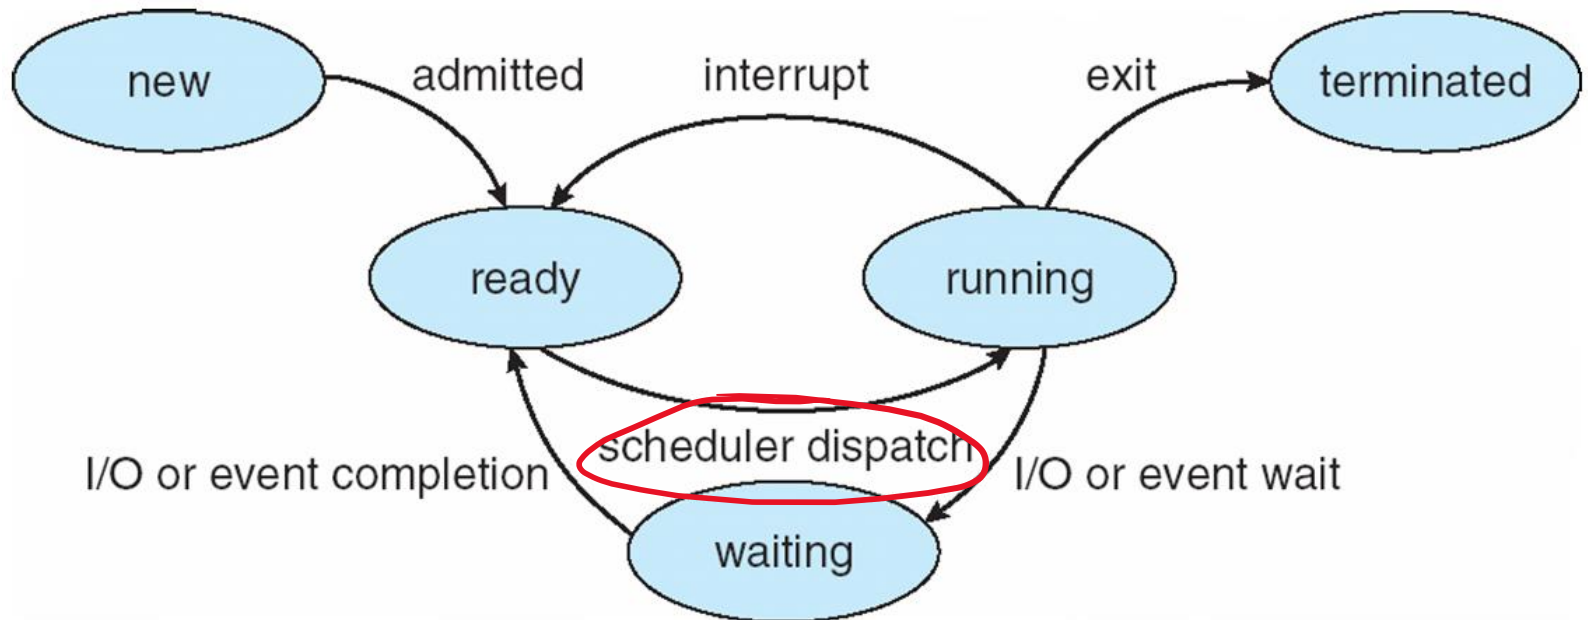 new
admitted
interrupt
exit
terminated
ready
running
scheduler dispatch
I/O or event completion
I/O or event wait
waiting